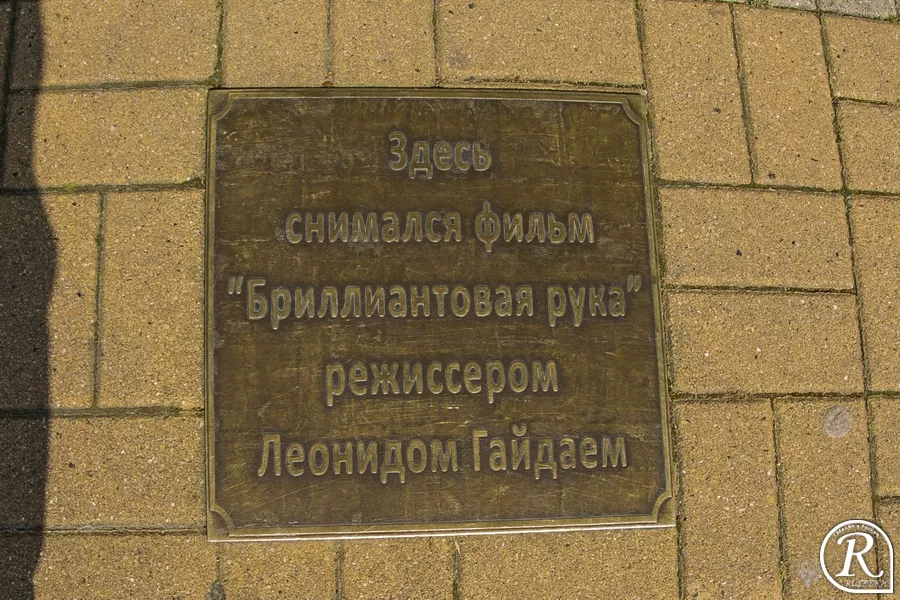 Здесь
снимался фильм
"Бриллиантовая рука"
режиссером
Леонидом Гайдаем
R